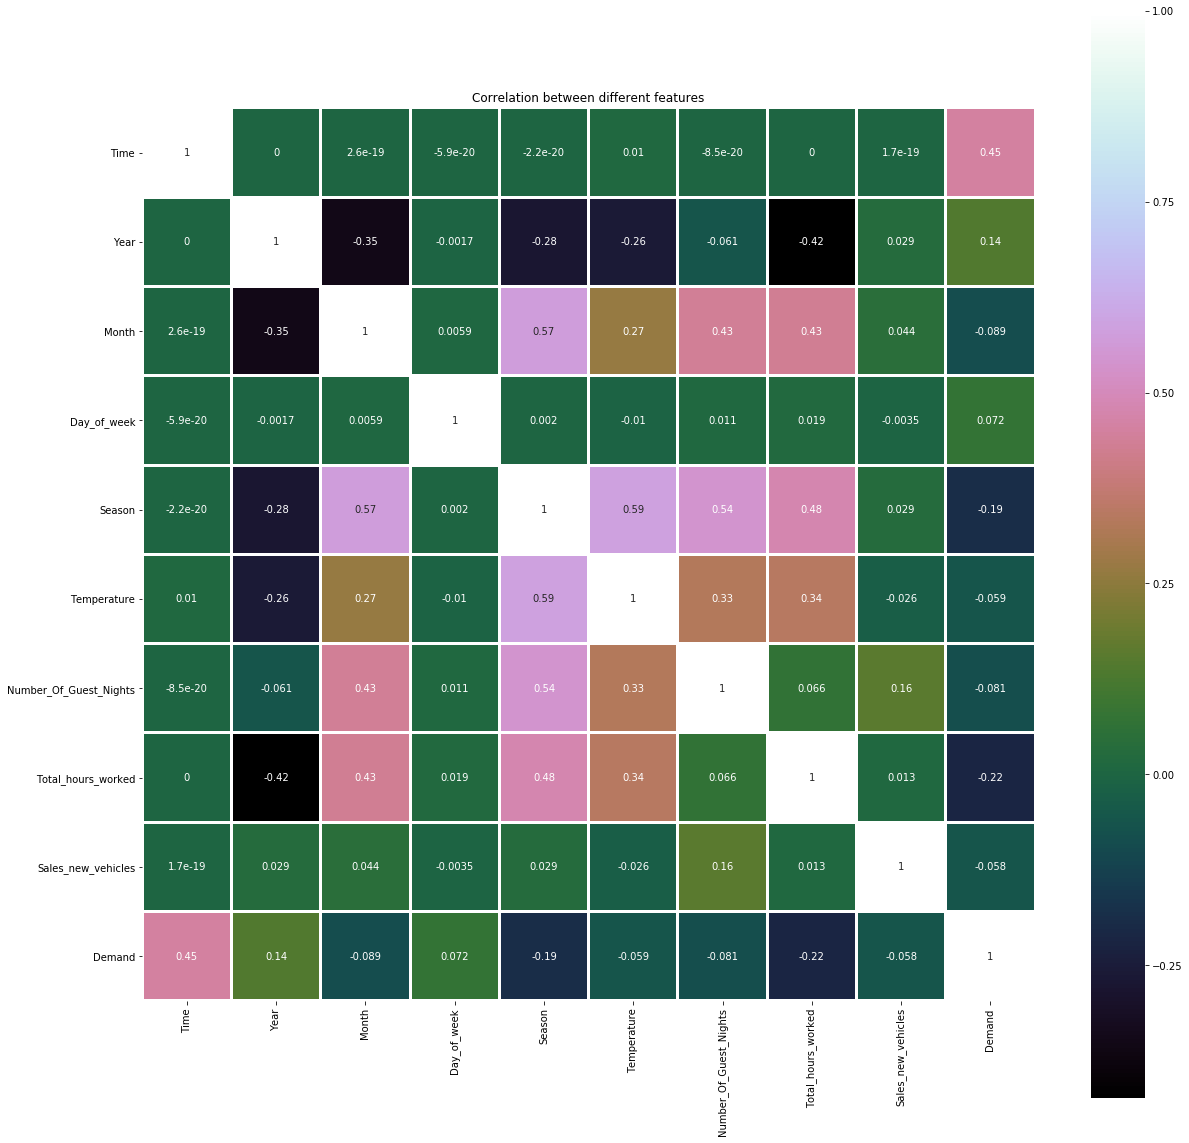 Correlation between different features
Time 1 0 2.6e-19 -5.9e-20 -2.2e-20 0.01 -8.5e-20 0 1.7e-19 0.45
Year 0 1 -0.35 -0.0017 -0.28 -0.26 -0.061 -0.42 0.029 0.14
Month 2.6e-19 -0.35 1 0.0059 0.57 0.27 0.43 0.43 0.044 -0.089
Day_of_week -5.9e-20 -0.0017 0.0059 1 0.002 -0.01 0.011 0.019 -0.0035 0.072
Season -2.2e-20 -0.28 0.57 0.002 1 0.59 0.54 0.48 0.029 -0.19
Temperature 0.01 -0.26 0.27 -0.01 0.59 1 0.33 0.34 -0.026 -0.059
Number_Of_Guest_Nights -8.5e-20 -0.061 0.43 0.011 0.54 0.33 1 0.066 0.16 -0.081
Total_hours_worked 0 -0.42 0.43 0.019 0.48 0.34 0.066 1 0.013 -0.22
Sales_new_vehicles 1.7e-19 0.029 0.044 -0.0035 0.029 -0.026 0.16 0.013 1 -0.058
Demand 0.45 0.14 -0.089 0.072 -0.19 -0.059 -0.081 -0.22 -0.058 1
Time
Year
Month
Day_of_week
Season
Temperature
Number_Of_Guest_Nights
Total_hours_worked
Sales_new_vehicles
Demand
1.00
0.75
0.50
0.25
0.00
−0.25